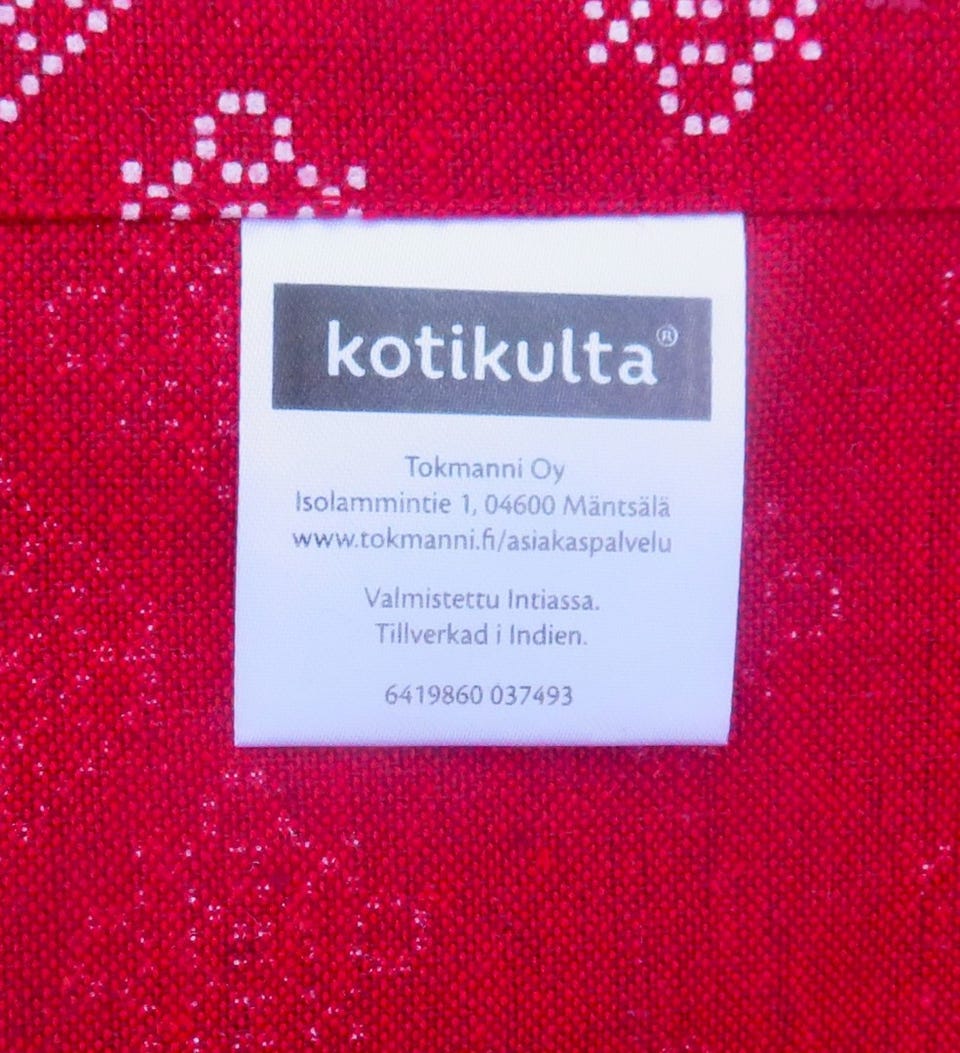 kotikulta®
Tokmanni Oy
Isolammintie 1, 04600 Mäntsälä
www.tokmanni.fi/asiakaspalvelu
Valmistettu Intiassa.
Tillverkad i Indien.
6419860 037493